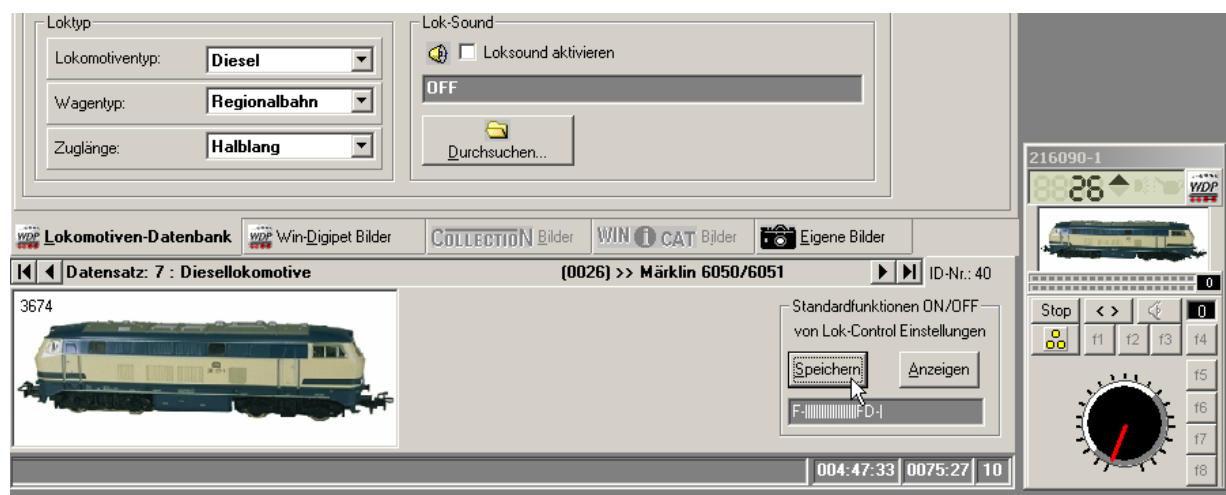 Loktyp
Lokomotiventyp: Diesel
Wagentyp: Regionalbahn
Zuglänge: Halblang
Lok-Sound
Loksound aktivieren
OFF
Durchsuchen...
WDP Lokomotiven-Datenbank
WDP Win-Digipet Bilder
COLLECTION Bilder
WIN i CAT Bilder
Eigene Bilder
Datensatz: 7 : Diesellokomotive (0026) >> Märklin 6050/6051 ID-Nr.: 40
3674
Standardfunktionen ON/OFF
von Lok-Control Einstellungen
Speichern Anzeigen
004:47:33 0075:27 10
216090-1
26 WDP
0
Stop < > 0
f1 f2 f3 f4
f5
f6
f7
f8